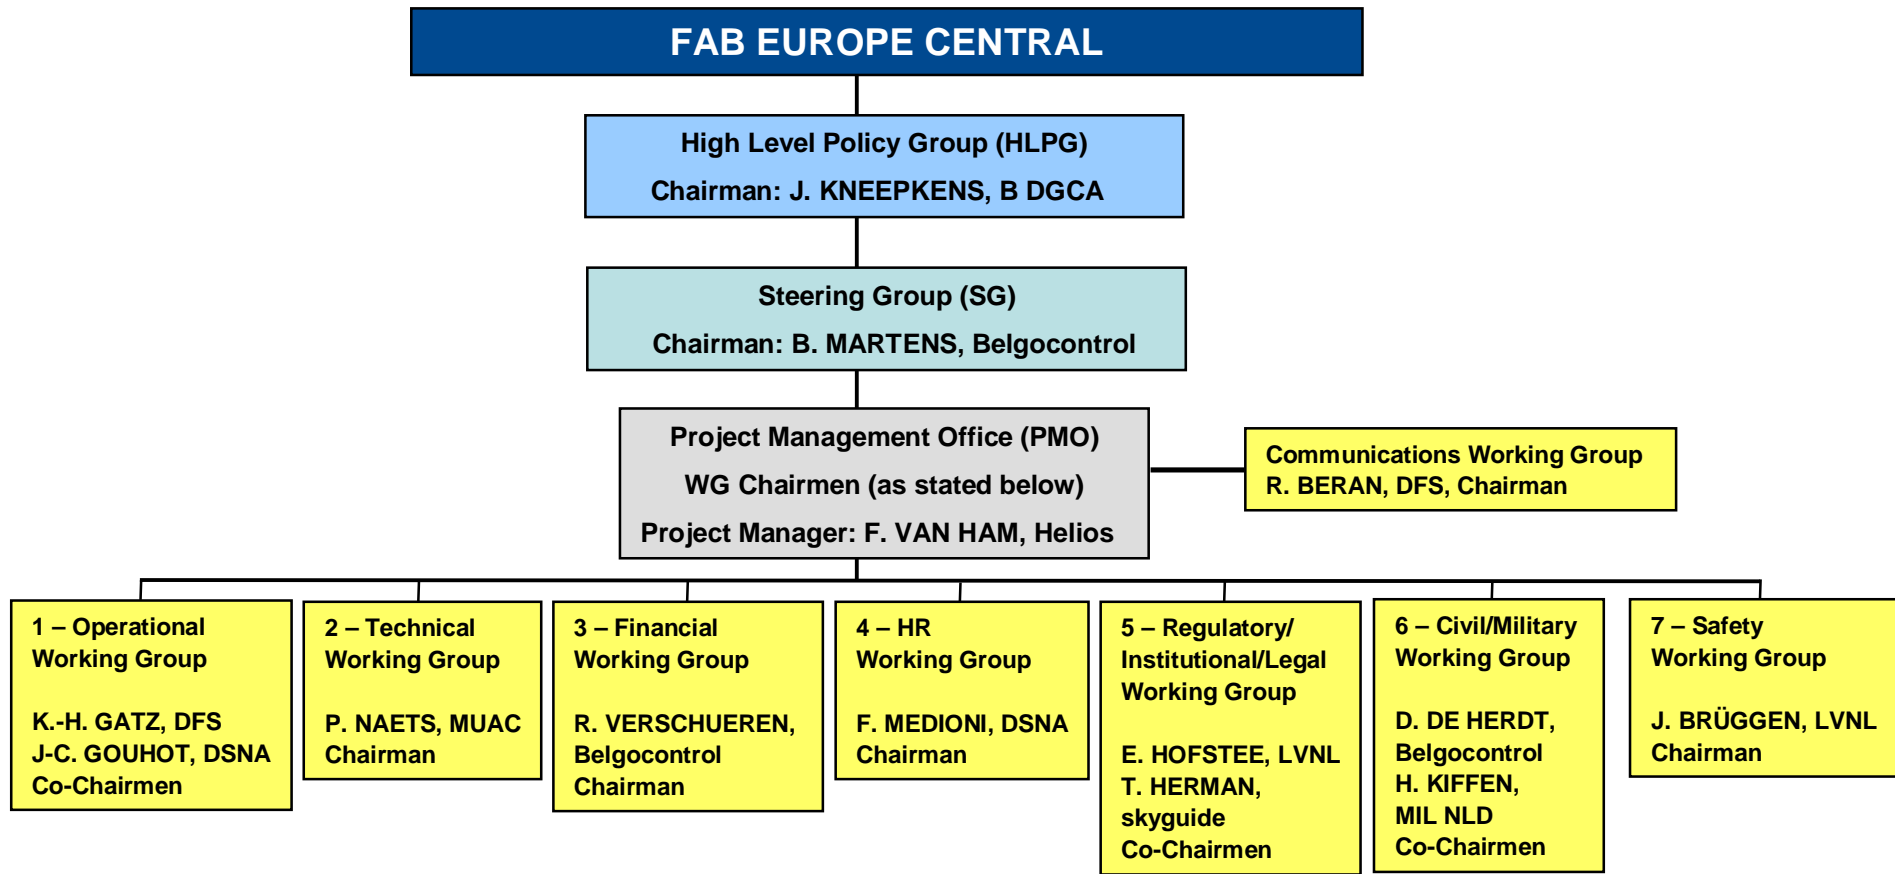 FAB EUROPE CENTRAL
High Level Policy Group (HLPG)
Chairman: J. KNEEPKENS, B DGCA
Steering Group (SG)
Chairman: B. MARTENS, Belgocontrol
Project Management Office (PMO)
WG Chairmen (as stated below)
Project Manager: F. VAN HAM, Helios
Communications Working Group
R. BERAN, DFS, Chairman
1 – Operational
Working Group
K.-H. GATZ, DFS
J-C. GOUHOT, DSNA
Co-Chairmen
2 – Technical
Working Group
P. NAETS, MUAC
Chairman
3 – Financial
Working Group
R. VERSCHUEREN,
Belgocontrol
Chairman
4 – HR
Working Group
F. MEDIONI, DSNA
Chairman
5 – Regulatory/
Institutional/Legal
Working Group
E. HOFSTEE, LVNL
T. HERMAN,
skyguide
Co-Chairmen
6 – Civil/Military
Working Group
D. DE HERDT,
Belgocontrol
H. KIFFEN,
MIL NLD
Co-Chairmen
7 – Safety
Working Group
J. BRÜGGEN, LVNL
Chairman